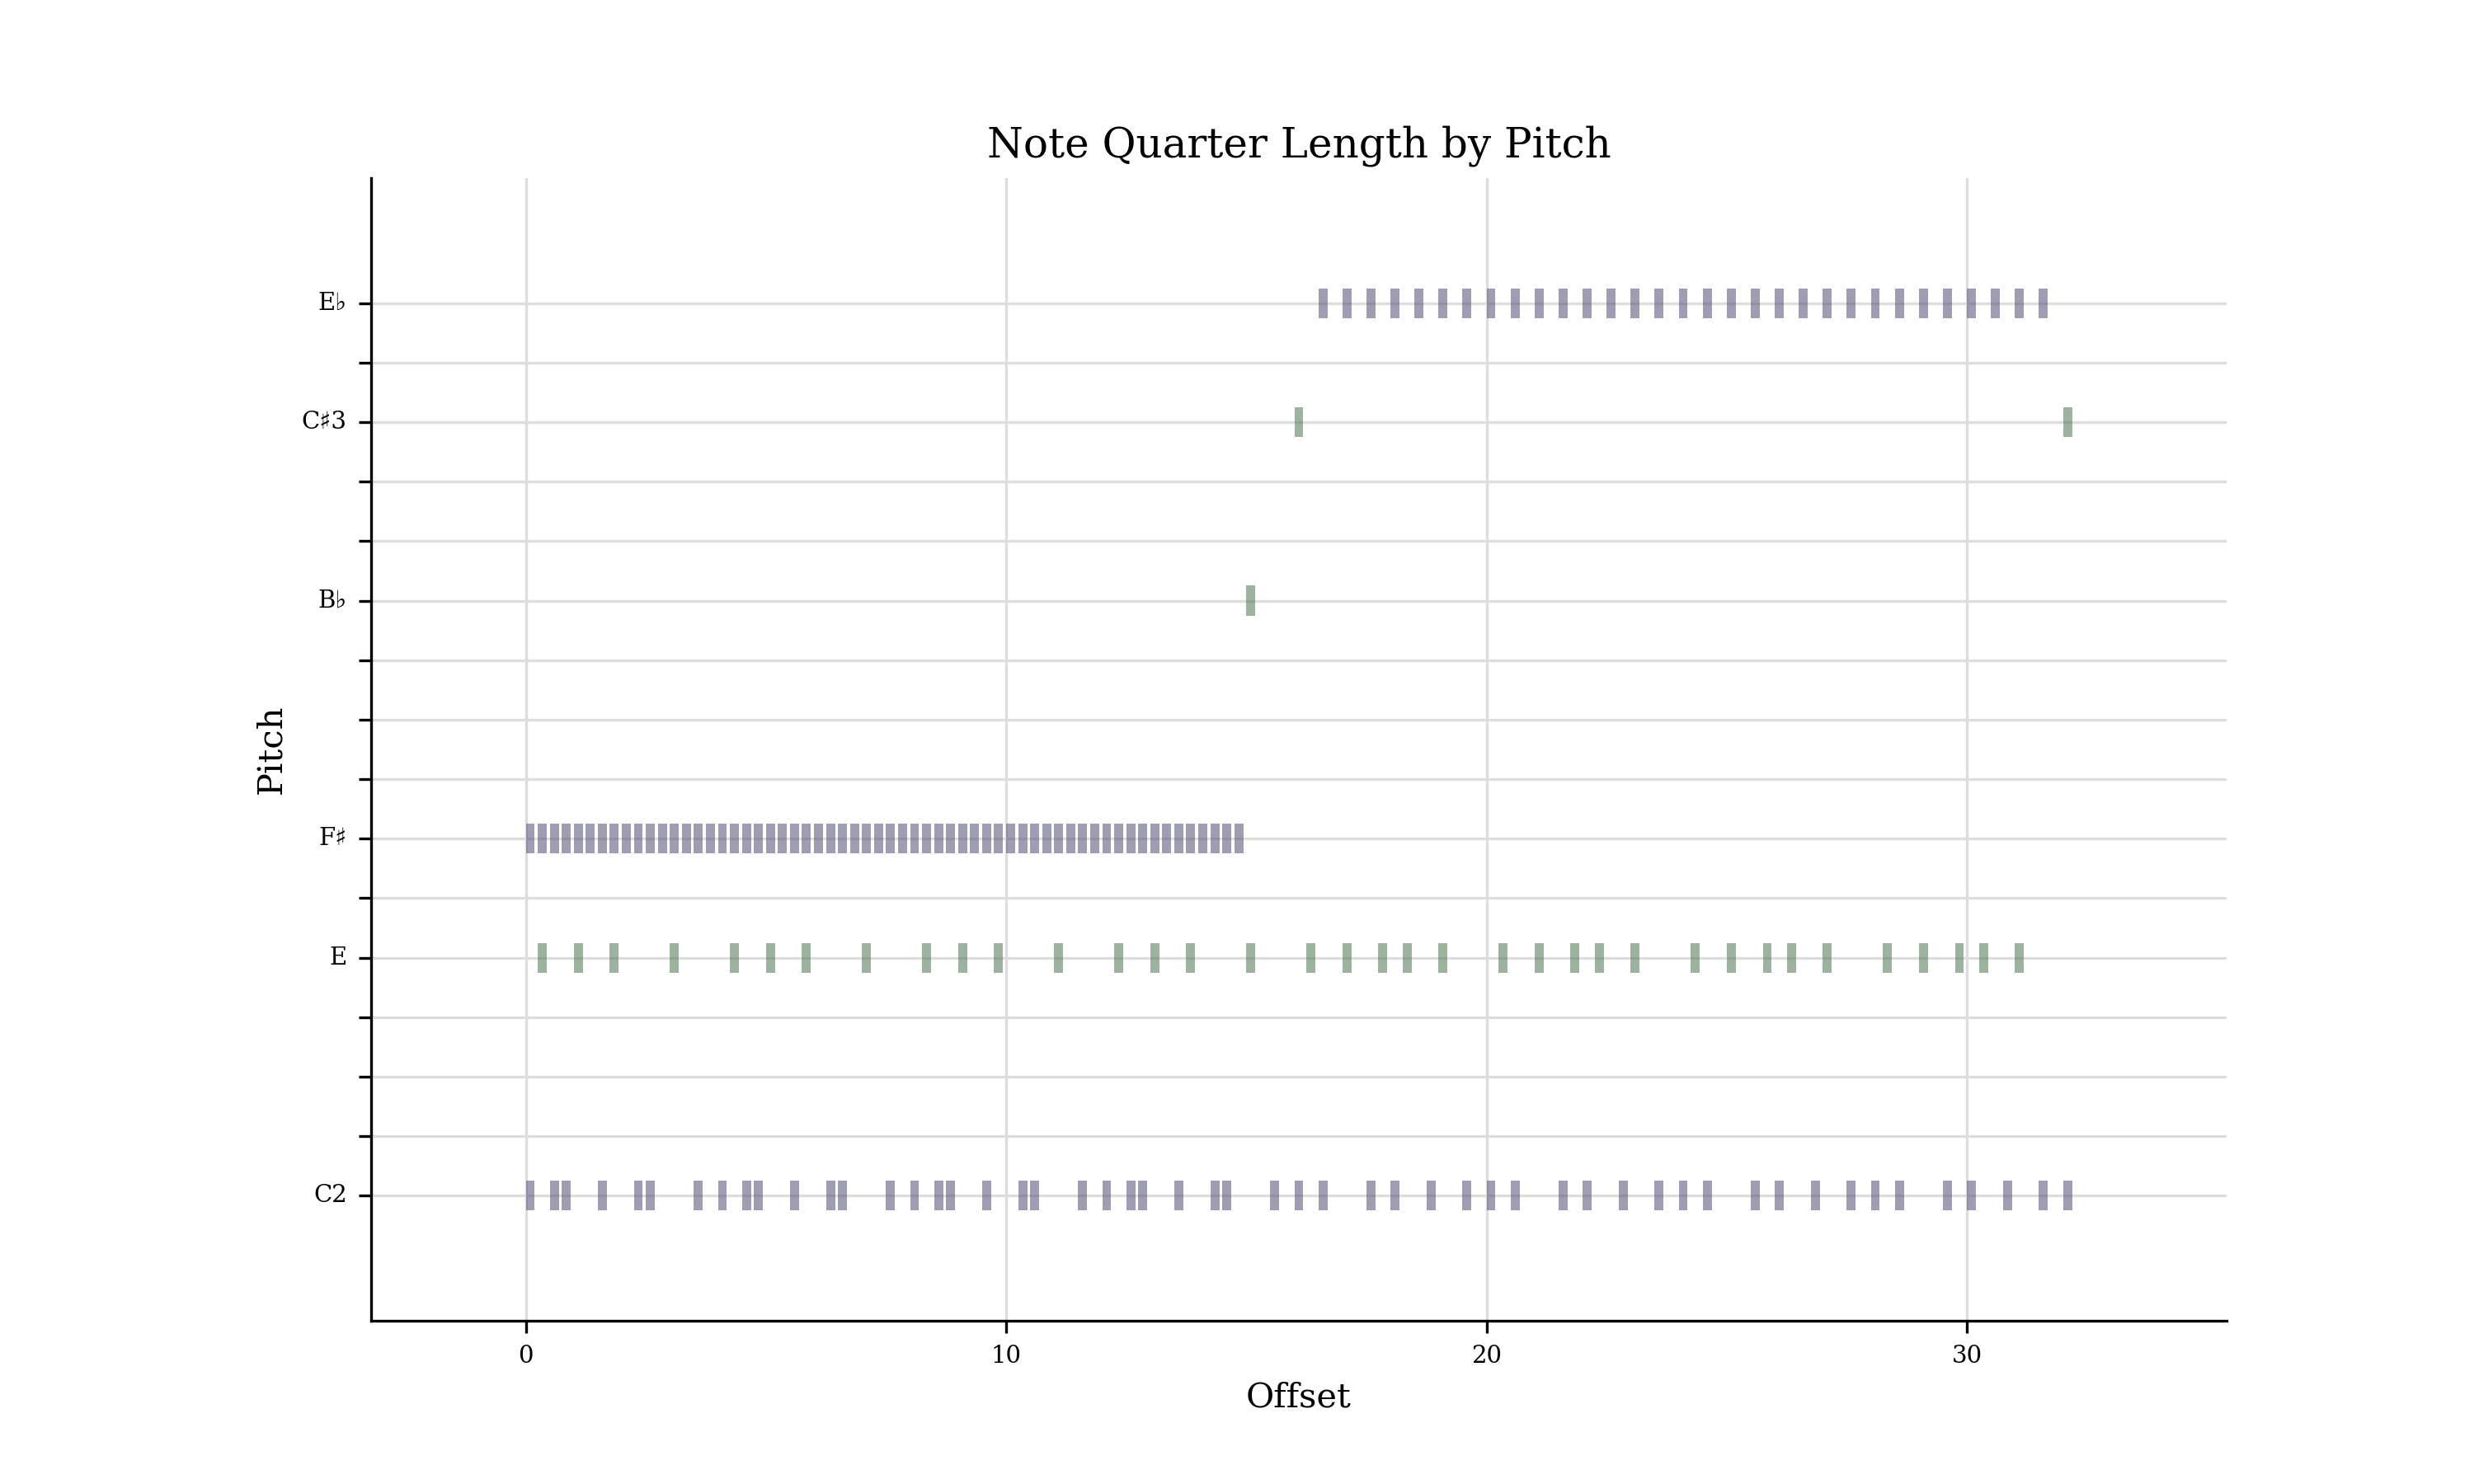 Note Quarter Length by Pitch
E♭
C♯3
B♭
F♯
E
C2
Pitch
0 10 20 30
Offset